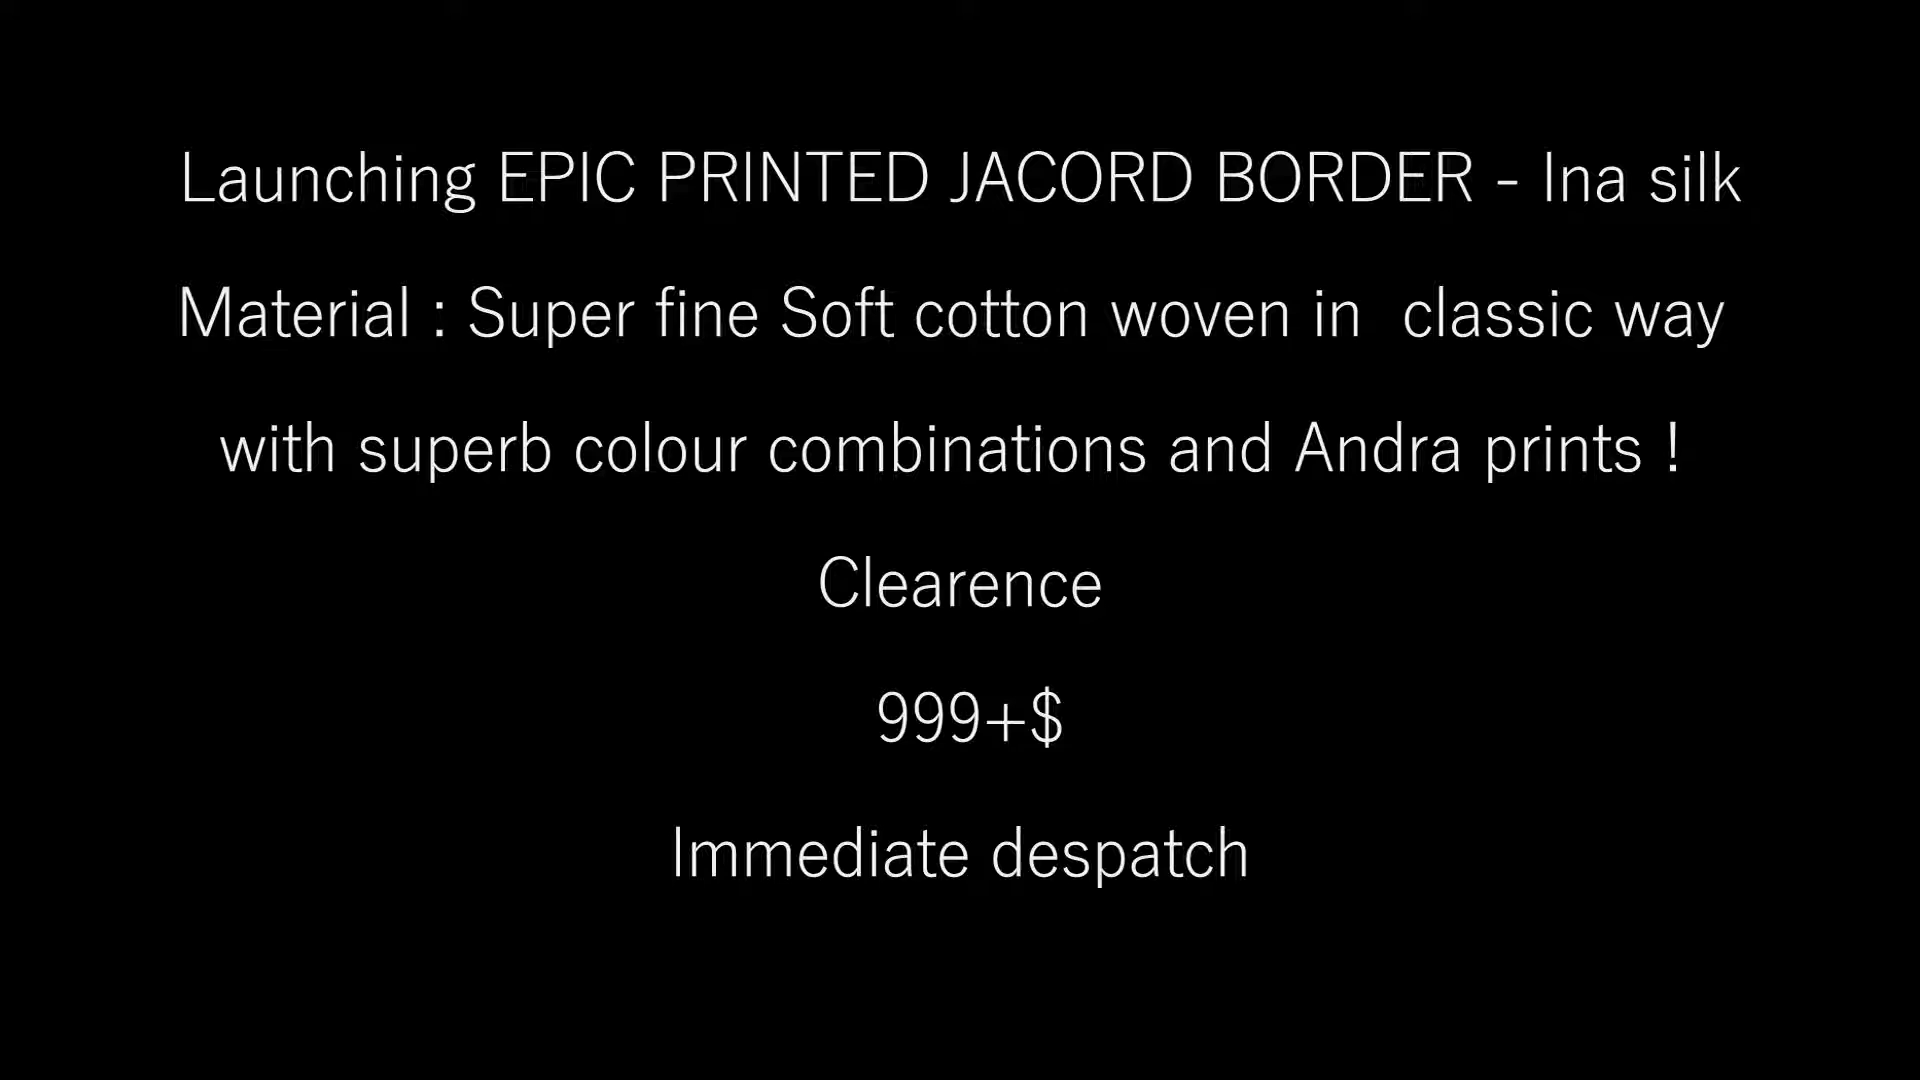 Launching EPIC PRINTED JACORD BORDER - Ina silk
Material : Super fine Soft cotton woven in  classic way
with superb colour combinations and Andra prints !
Clearence
999+$
Immediate despatch